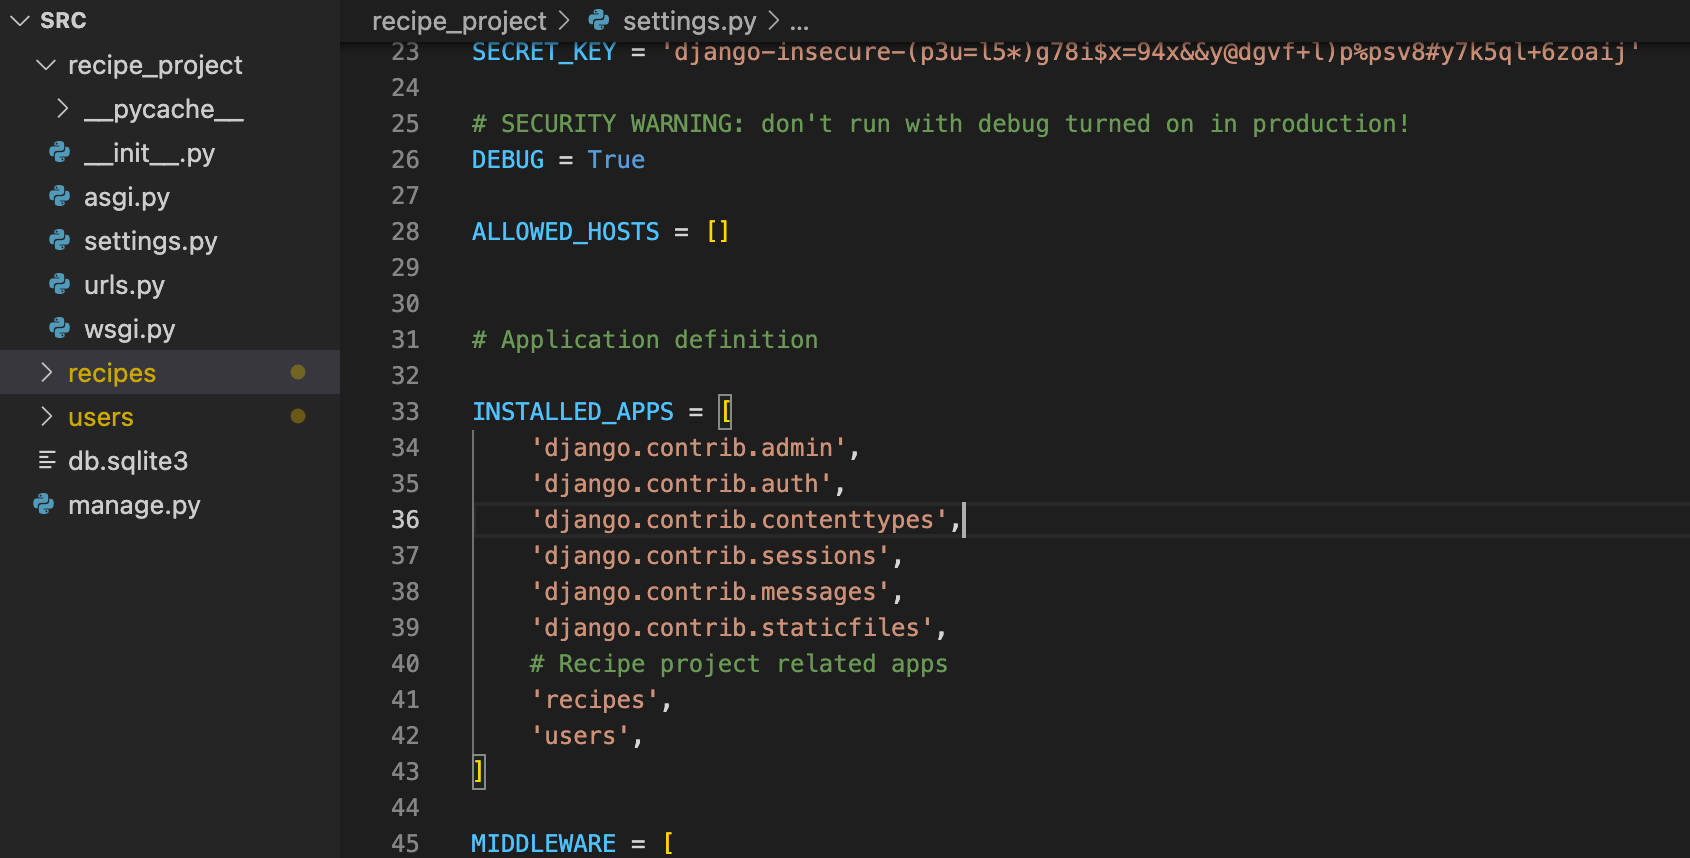 SRC
recipe_project
__pycache__
__init__.py
asgi.py
settings.py
urls.py
wsgi.py
recipes
users
db.sqlite3
manage.py
recipe_project > settings.py > ...
23 SECRET_KEY = 'django-insecure-(p3u=l5*)g78i$x=94x&&y@dgvf+l)p%psv8#y7k5ql+6zoaij'
24
25 # SECURITY WARNING: don't run with debug turned on in production!
26 DEBUG = True
27
28 ALLOWED_HOSTS = []
29
30
31 # Application definition
32
33 INSTALLED_APPS = [
34     'django.contrib.admin',
35     'django.contrib.auth',
36     'django.contrib.contenttypes',
37     'django.contrib.sessions',
38     'django.contrib.messages',
39     'django.contrib.staticfiles',
40     # Recipe project related apps
41     'recipes',
42     'users',
43 ]
44
45 MIDDLEWARE = [